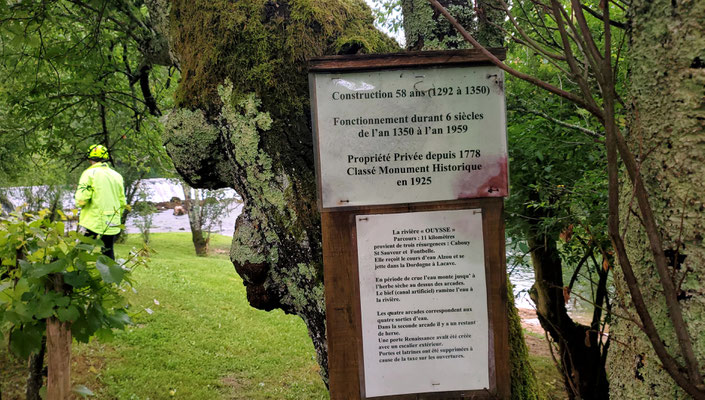 Construction 58 ans (1292 à 1350)
Fonctionnement durant 6 siècles
de l'an 1350 à l'an 1959
Propriété Privée depuis 1778
Classé Monument Historique
en 1925
La rivière « OUYSSE »
Parcours : 11 kilomètres
provient de trois résurgences : Cabouy
St Sauveur et Fontbelle.
Elle reçoit le cours d'eau Alzou et se
jette dans la Dordogne à Lacave.
En période de crue l'eau monte jusqu' à
l'herbe sèche au dessus des arcades.
Le bief (canal artificiel) ramène l'eau à
la rivière.
Les quatre arcades correspondent aux
quatre sorties d'eau.
Dans la seconde arcade il y a un restant
de herse.
Une porte Renaissance avait été créée
avec un escalier extérieur.
Portes et latrines ont été supprimées à
cause de la taxe sur les ouvertures.